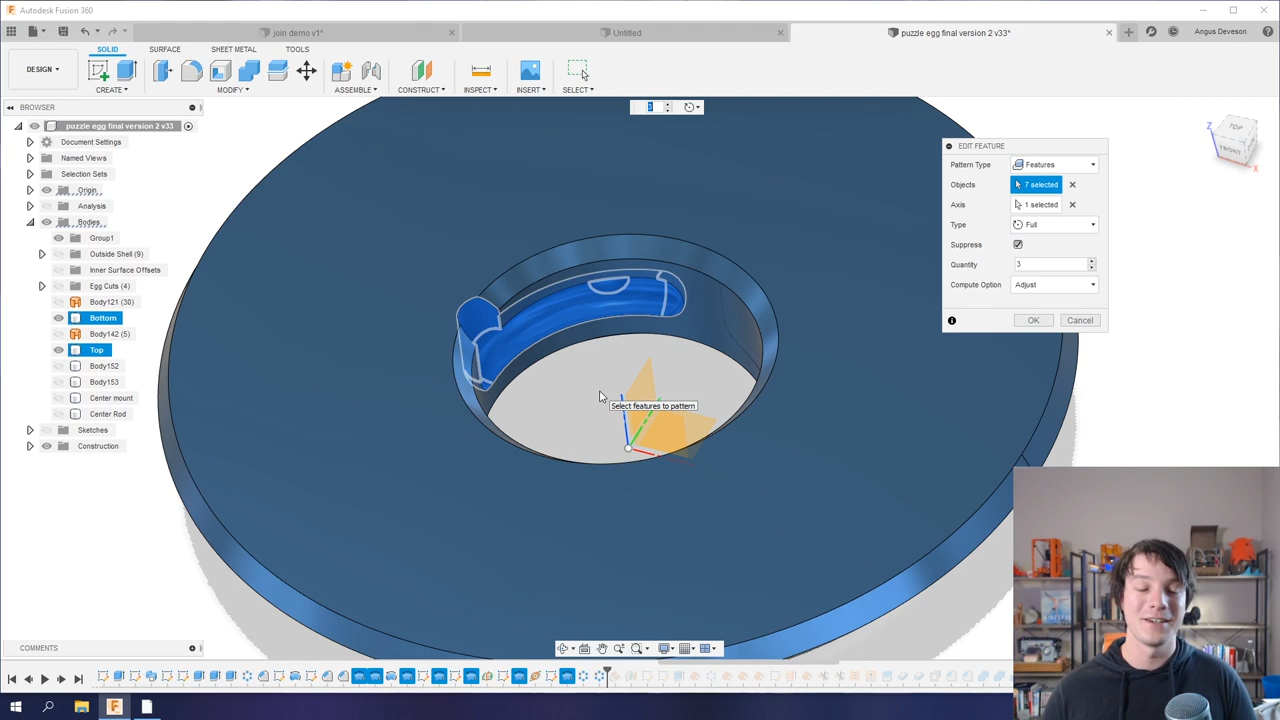 Autodesk Fusion 360
join demo v1*
Untitled
puzzle egg final version 2 v33*
Angus Deveson
DESIGN
SOLID
SURFACE
SHEET METAL
TOOLS
CREATE
MODIFY
ASSEMBLE
CONSTRUCT
INSPECT
INSERT
SELECT
BROWSER
puzzle egg final version 2 v33
Document Settings
Named Views
Selection Sets
Origin
Analysis
Bodies
Group1
Outside Shell (9)
Inner Surface Offsets
Egg Cuts (4)
Body121 (30)
Bottom
Body142 (5)
Top
Body152
Body153
Center mount
Center Rod
Sketches
Construction
3
TOP
FRONT
Z
X
EDIT FEATURE
Pattern Type Features
Objects 7 selected
Axis 1 selected
Type Full
Suppress
Quantity 3
Compute Option Adjust
OK Cancel
Select features to pattern
COMMENTS